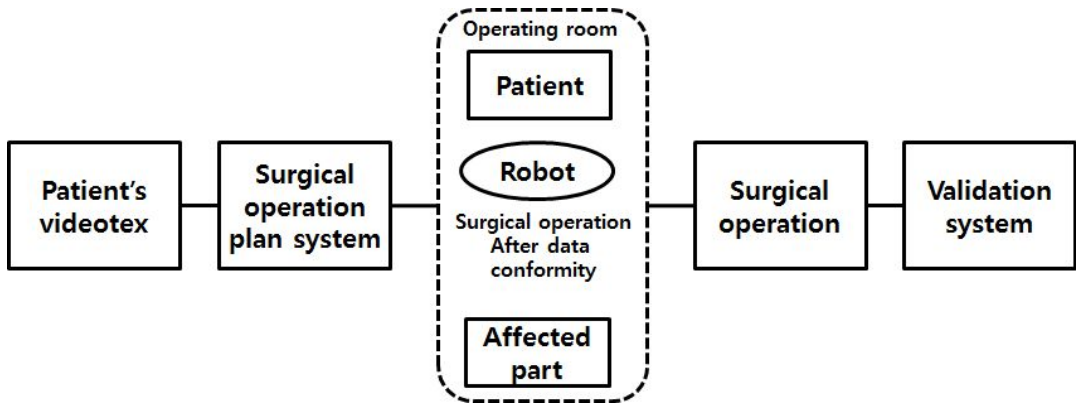 Patient's
videotex
Surgical
operation
plan system
Operating room
Patient
Robot
Surgical operation
After data
conformity
Affected
part
Surgical
operation
Validation
system